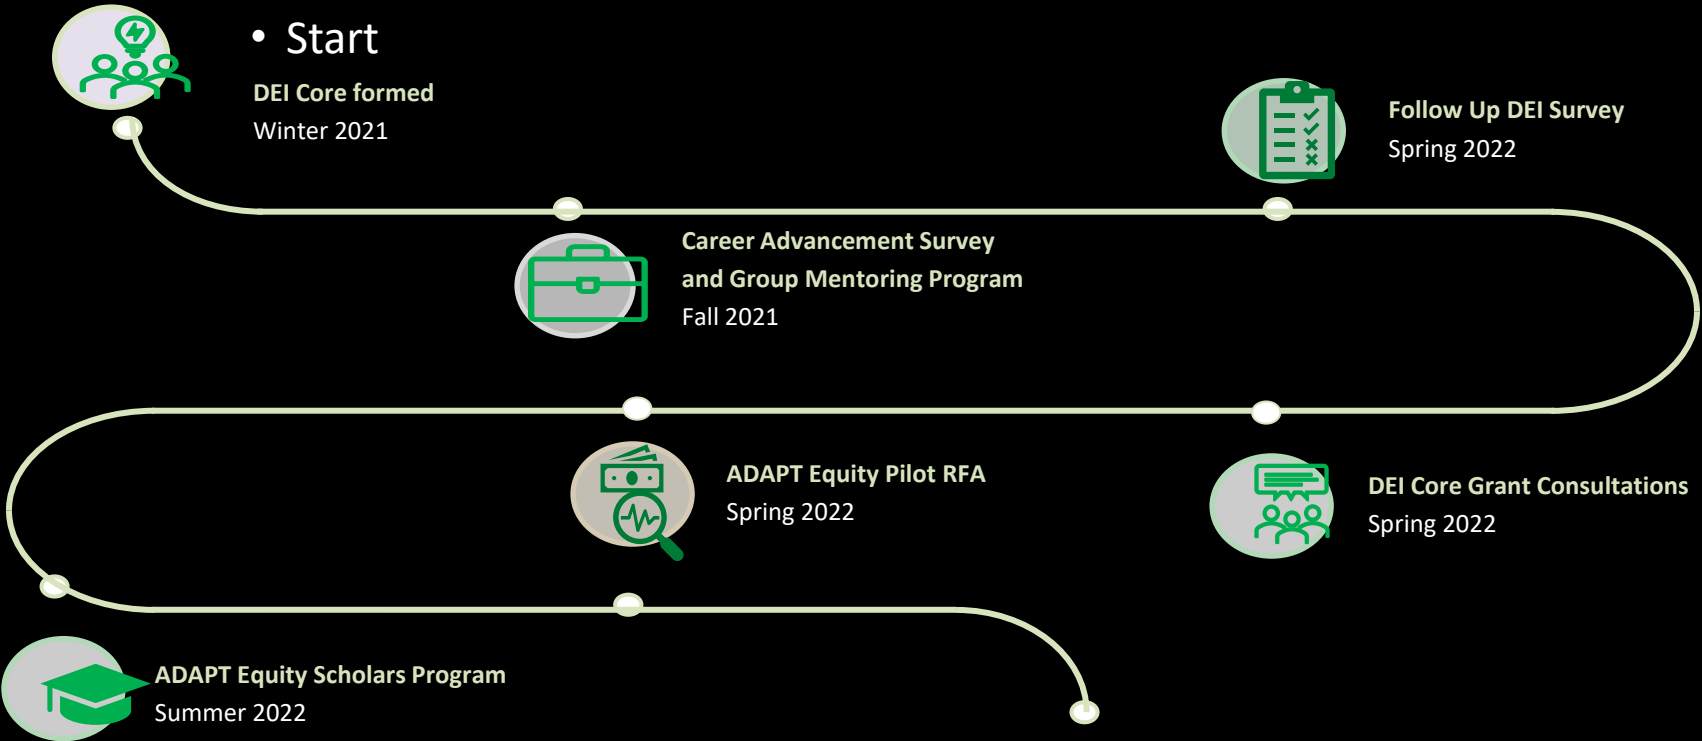 • Start
DEI Core formed
Winter 2021
Follow Up DEI Survey
Spring 2022
Career Advancement Survey
and Group Mentoring Program
Fall 2021
ADAPT Equity Pilot RFA
Spring 2022
DEI Core Grant Consultations
Spring 2022
ADAPT Equity Scholars Program
Summer 2022